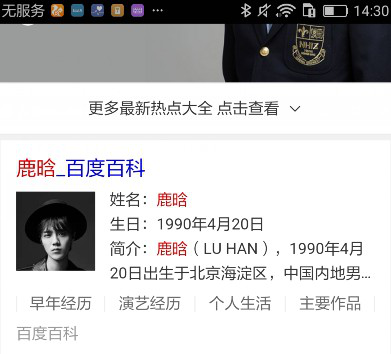 无服务 14:30
NHIZ
更多最新热点大全 点击查看
鹿晗_百度百科
姓名：鹿晗
生日：1990年4月20日
简介：鹿晗（LU HAN），1990年4月
20日出生于北京海淀区，中国内地男...
早年经历 演艺经历 个人生活 主要作品
百度百科